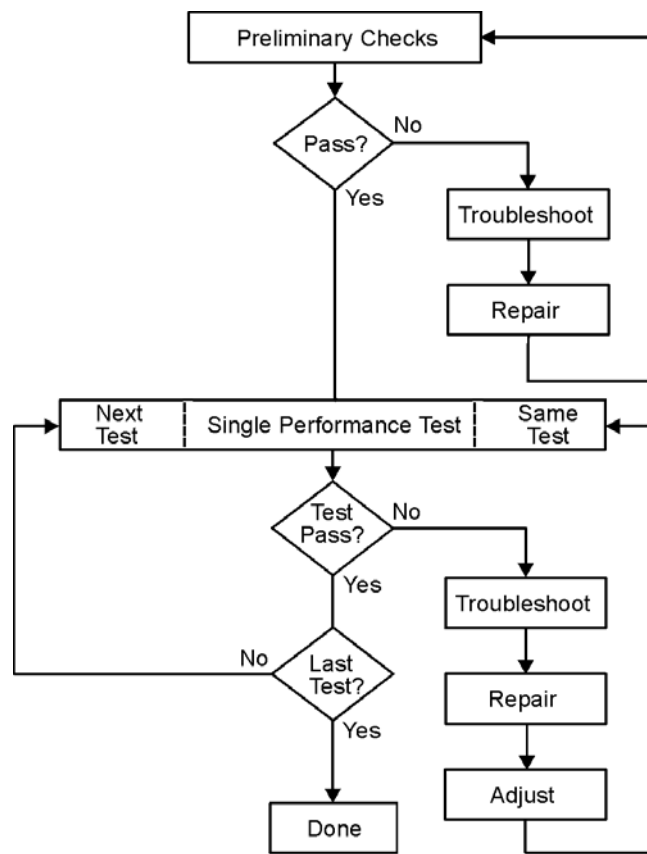 Preliminary Checks
Pass?
No
Yes
Troubleshoot
Repair
Next
Test
Single Performance Test
Same
Test
Test
Pass?
No
Yes
Troubleshoot
Repair
Adjust
Last
Test?
No
Yes
Done